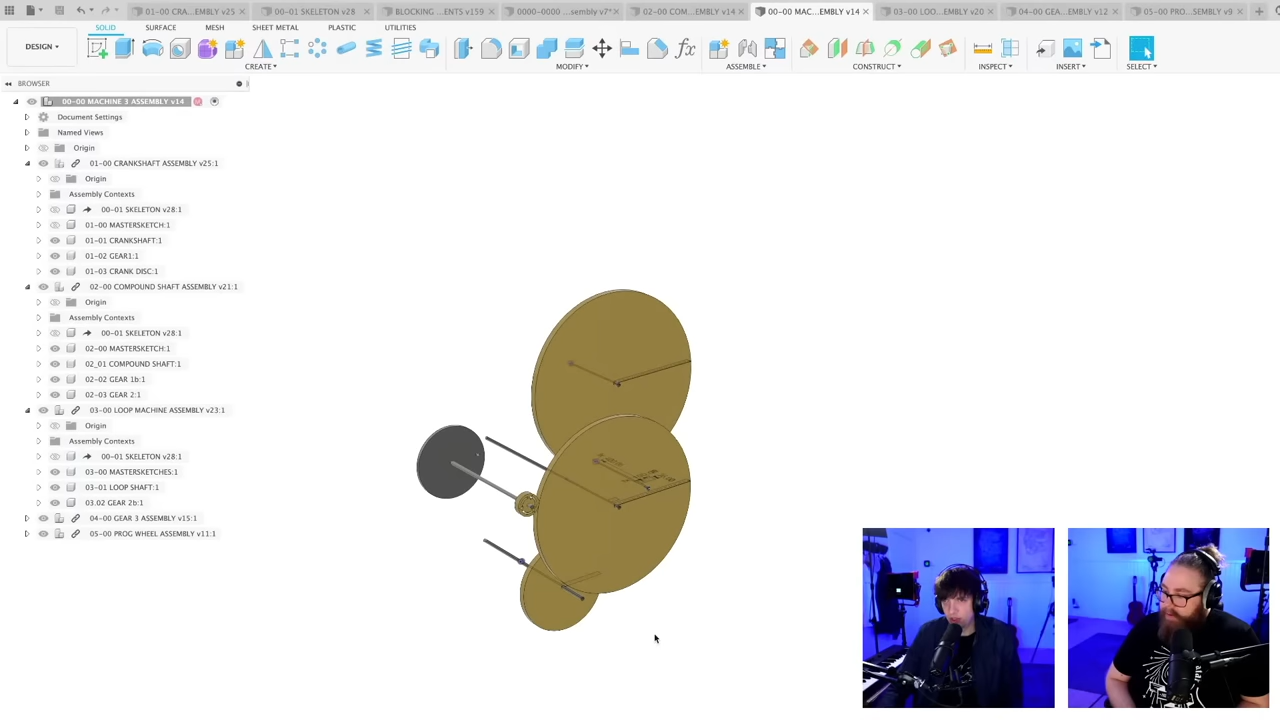 01-00 CRA...EMBLY v25
00-01 SKELETON v28
BLOCKING ...ENTS v159
0000-0000 ...sembly v7*
02-00 COM...EMBLY v14
00-00 MAC...EMBLY v14
03-00 LOO...EMBLY v20
04-00 GEA...EMBLY v12
05-00 PRO...SEMBLY v9
SOLID SURFACE MESH SHEET METAL PLASTIC UTILITIES
DESIGN
CREATE MODIFY ASSEMBLE CONSTRUCT INSPECT INSERT SELECT
BROWSER
00-00 MACHINE 3 ASSEMBLY v14
Document Settings
Named Views
Origin
01-00 CRANKSHAFT ASSEMBLY v25:1
Origin
Assembly Contexts
00-01 SKELETON v28:1
01-00 MASTERSKETCH:1
01-01 CRANKSHAFT:1
01-02 GEAR1:1
01-03 CRANK DISC:1
02-00 COMPOUND SHAFT ASSEMBLY v21:1
Origin
Assembly Contexts
00-01 SKELETON v28:1
02-00 MASTERSKETCH:1
02_01 COMPOUND SHAFT:1
02-02 GEAR 1b:1
02-03 GEAR 2:1
03-00 LOOP MACHINE ASSEMBLY v23:1
Origin
Assembly Contexts
00-01 SKELETON v28:1
03-00 MASTERSKETCHES:1
03-01 LOOP SHAFT:1
03.02 GEAR 2b:1
04-00 GEAR 3 ASSEMBLY v15:1
05-00 PROG WHEEL ASSEMBLY v11:1